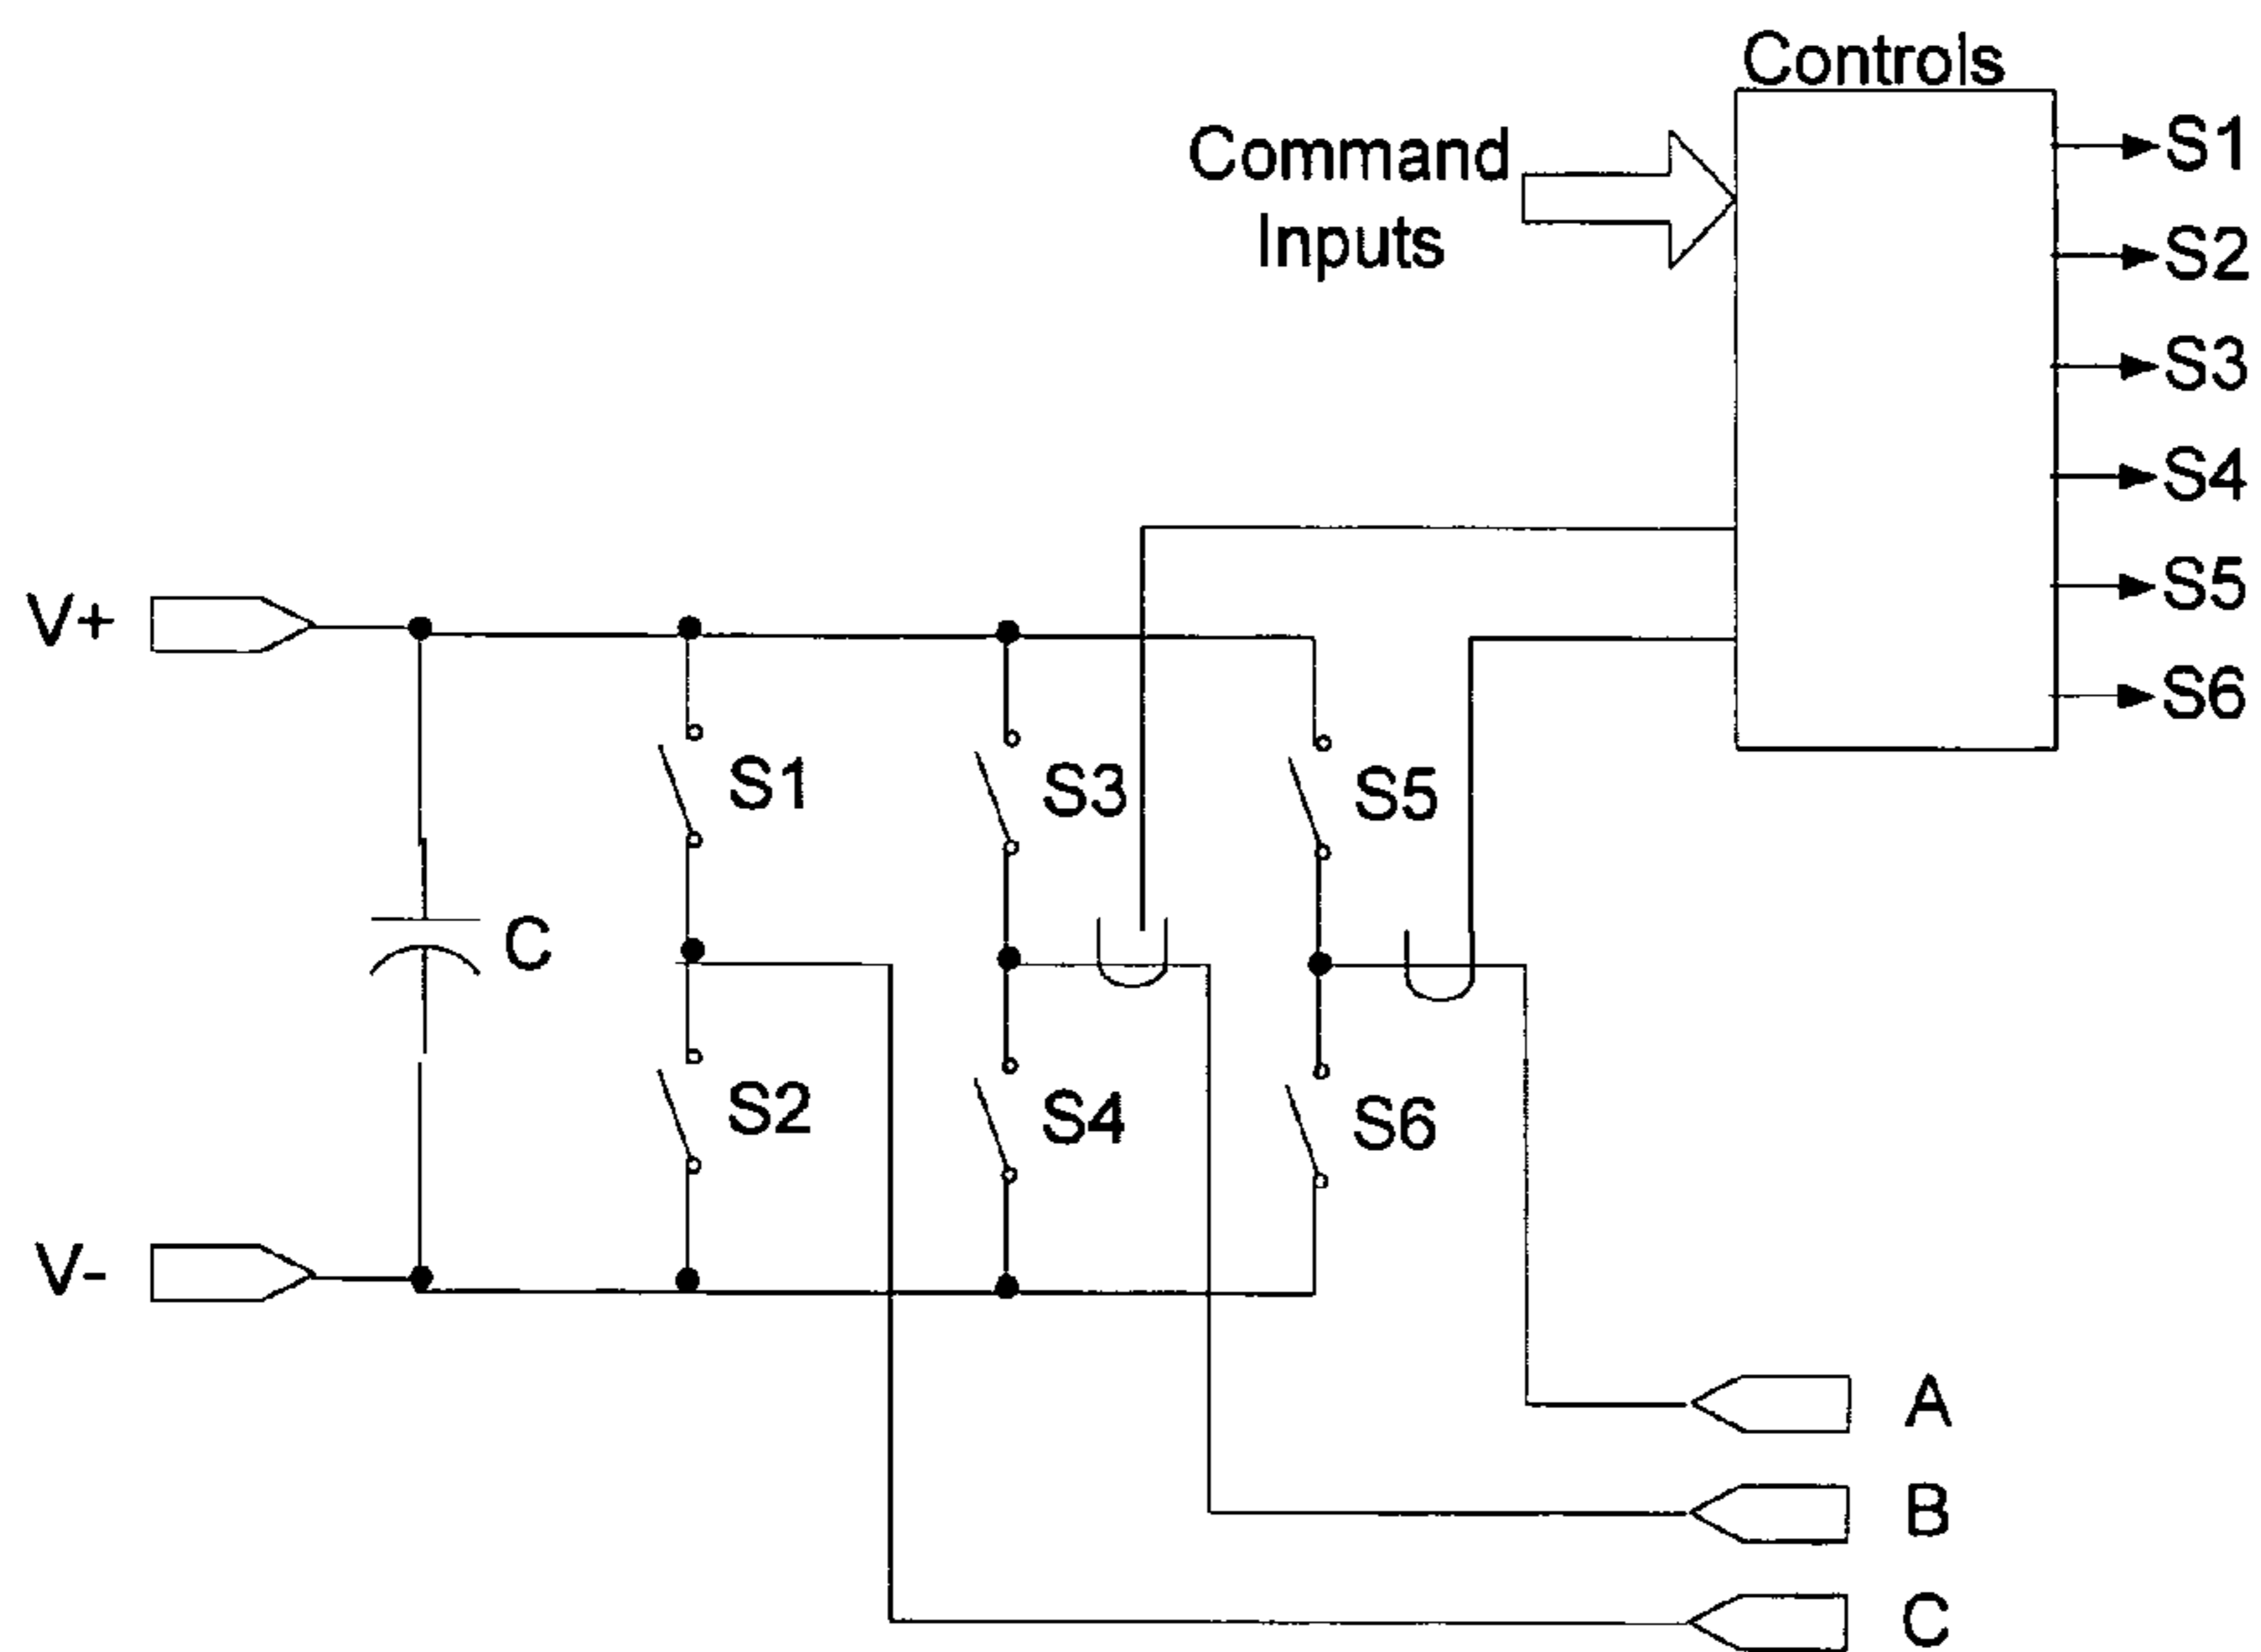 Controls
Command
Inputs
S1
S2
S3
S4
S5
S6
V+
S1
S3
S5
C
S2
S4
S6
V-
A
B
C